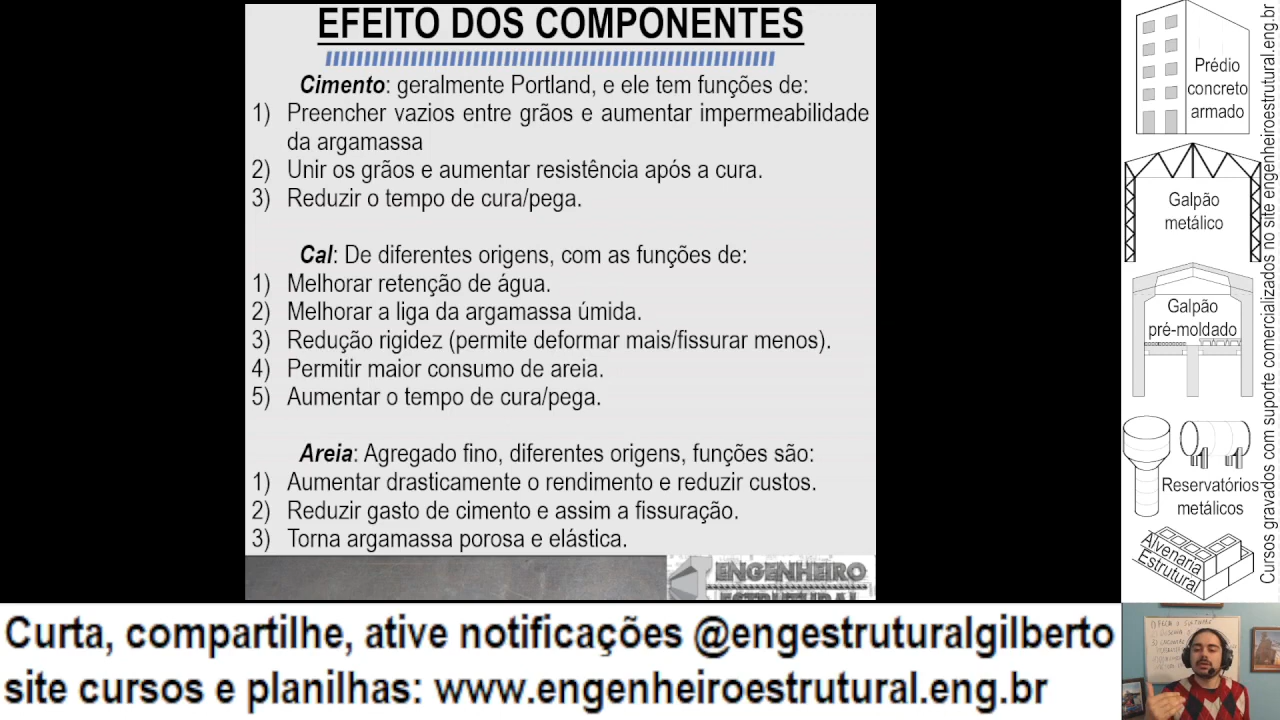 EFEITO DOS COMPONENTES
Cimento: geralmente Portland, e ele tem funções de:
1) Preencher vazios entre grãos e aumentar impermeabilidade
da argamassa
2) Unir os grãos e aumentar resistência após a cura.
3) Reduzir o tempo de cura/pega.
Cal: De diferentes origens, com as funções de:
1) Melhorar retenção de água.
2) Melhorar a liga da argamassa úmida.
3) Redução rigidez (permite deformar mais/fissurar menos).
4) Permitir maior consumo de areia.
5) Aumentar o tempo de cura/pega.
Areia: Agregado fino, diferentes origens, funções são:
1) Aumentar drasticamente o rendimento e reduzir custos.
2) Reduzir gasto de cimento e assim a fissuração.
3) Torna argamassa porosa e elástica.
ENGENHEIRO
ESTRUTURAL
Prédio
concreto
armado
Galpão
metálico
Galpão
pré-moldado
Reservatórios
metálicos
Alvenaria
Estrutural
Cursos gravados com suporte comercializados no site engenheiroestrutural.eng.br
Curta, compartilhe, ative notificações @engestruturalgilberto
site cursos e planilhas: www.engenheiroestrutural.eng.br